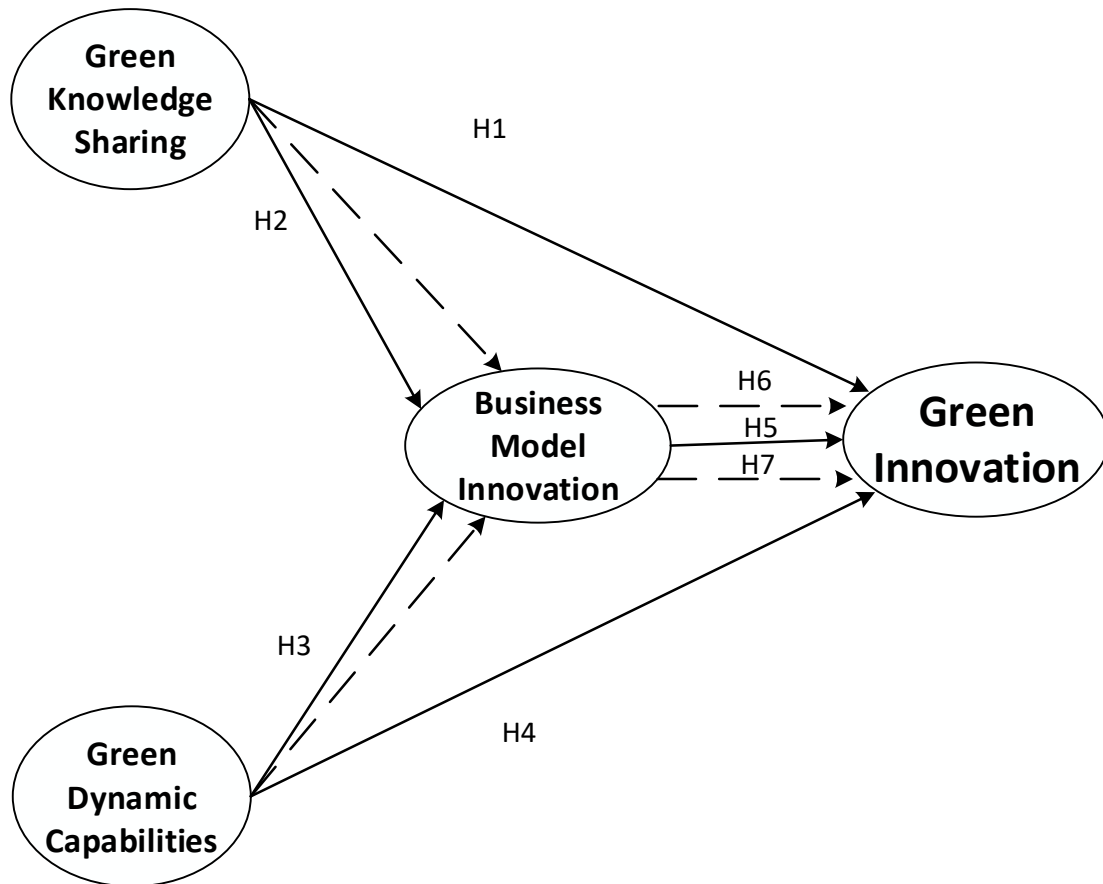 Green
Knowledge
Sharing
H1
H2
Business
Model
Innovation
H6
H5
H7
Green
Innovation
H3
H4
Green
Dynamic
Capabilities